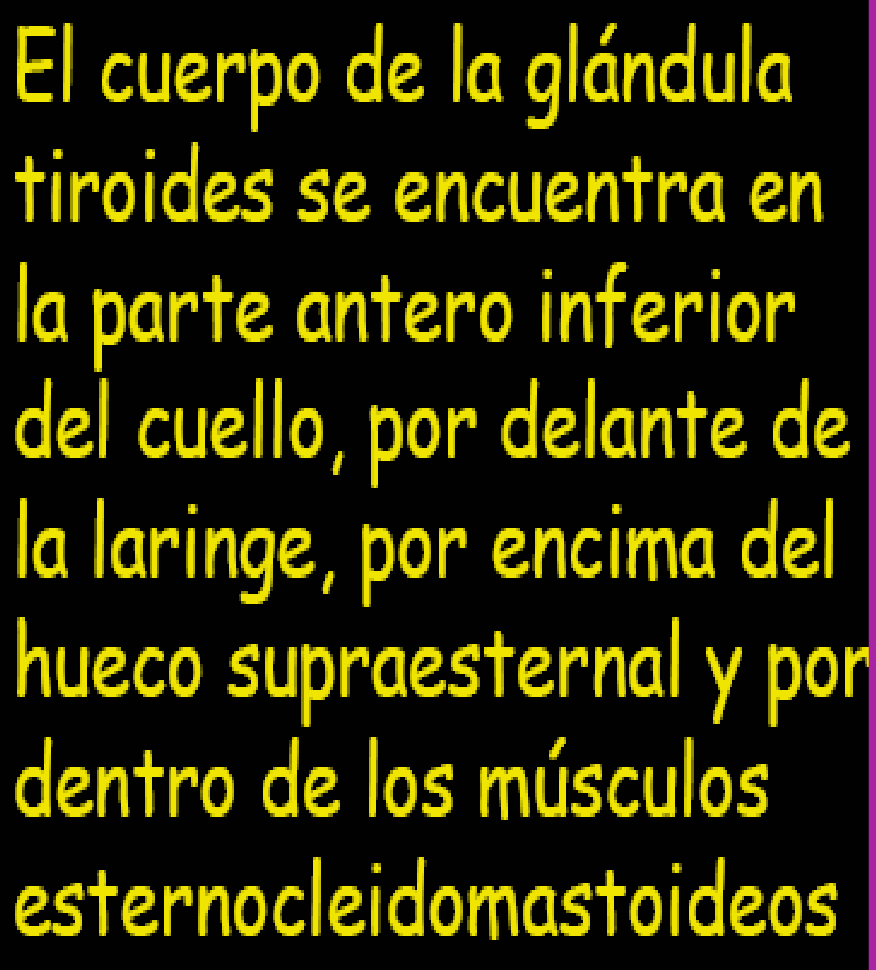 El cuerpo de la glándula
tiroides se encuentra en
la parte antero inferior
del cuello, por delante de
la laringe, por encima del
hueco supraesternal y por
dentro de los músculos
esternocleidomastoideos